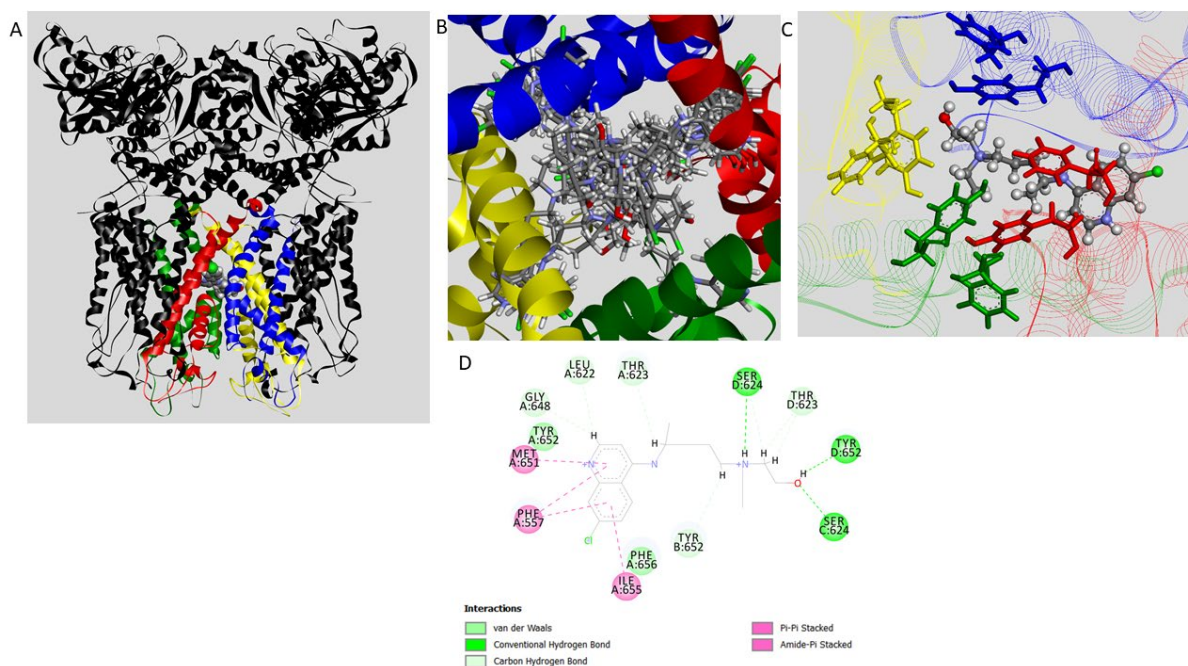 A
B
C
D
LEU
A:622
THR
A:623
SER
D:624
THR
D:623
GLY
A:648
TYR
A:652
MET
A:651
TYR
D:652
PHE
A:557
SER
C:624
TYR
B:652
PHE
A:656
ILE
A:655
H
H
H
H
H
H
H
+N
N
+N
O
Cl
Interactions
van der Waals
Conventional Hydrogen Bond
Carbon Hydrogen Bond
Pi-Pi Stacked
Amide-Pi Stacked